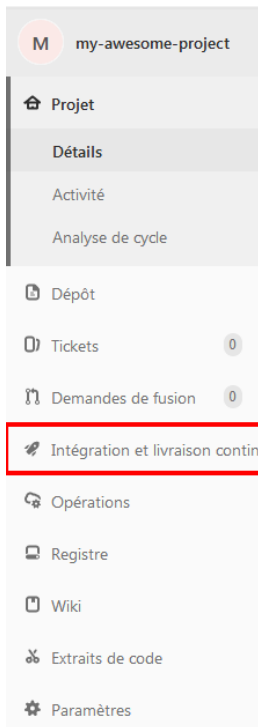 M my-awesome-project
Projet
Détails
Activité
Analyse de cycle
Dépôt
Tickets 0
Demandes de fusion 0
Intégration et livraison contin
Opérations
Registre
Wiki
Extraits de code
Paramètres